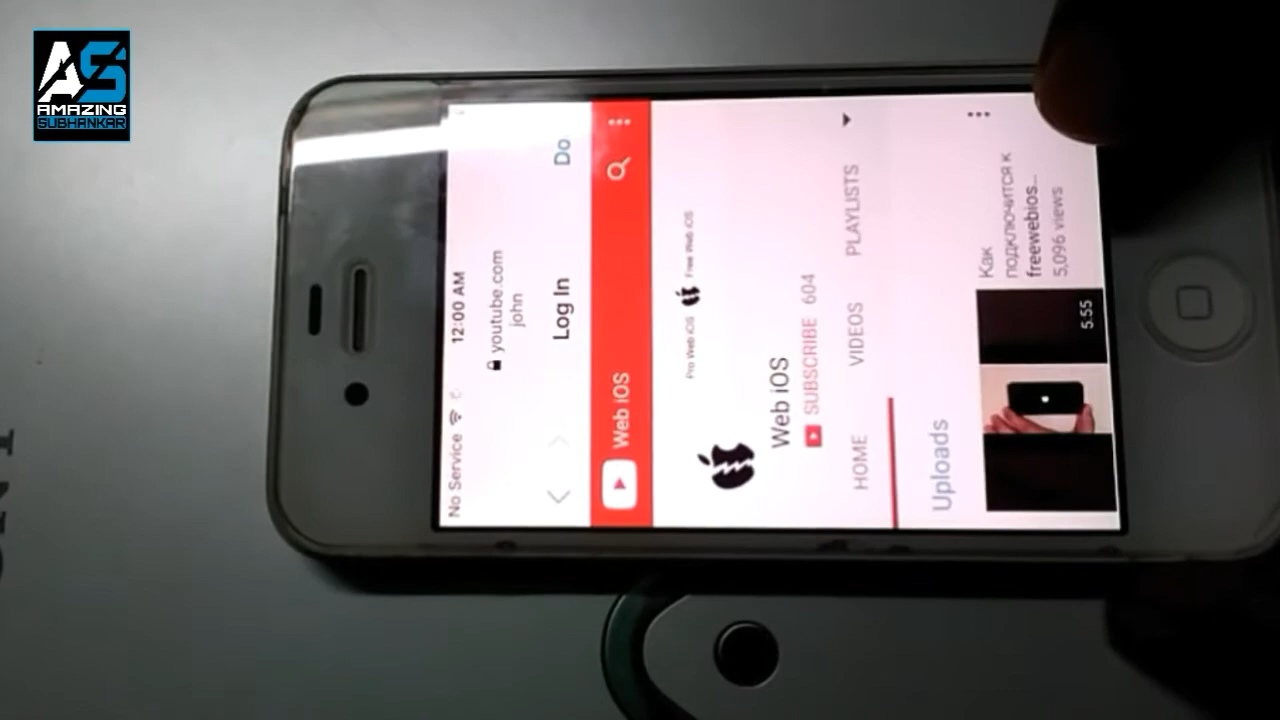 AS
AMAZING
SUBHANKAR
No Service 12:00 AM
youtube.com
john
Log In
Do
Web iOS
Pro Web iOS Free Web iOS
Web iOS
SUBSCRIBE 604
HOME VIDEOS PLAYLISTS
Uploads
5:55
Как
подключится к
freewebios...
5,096 views